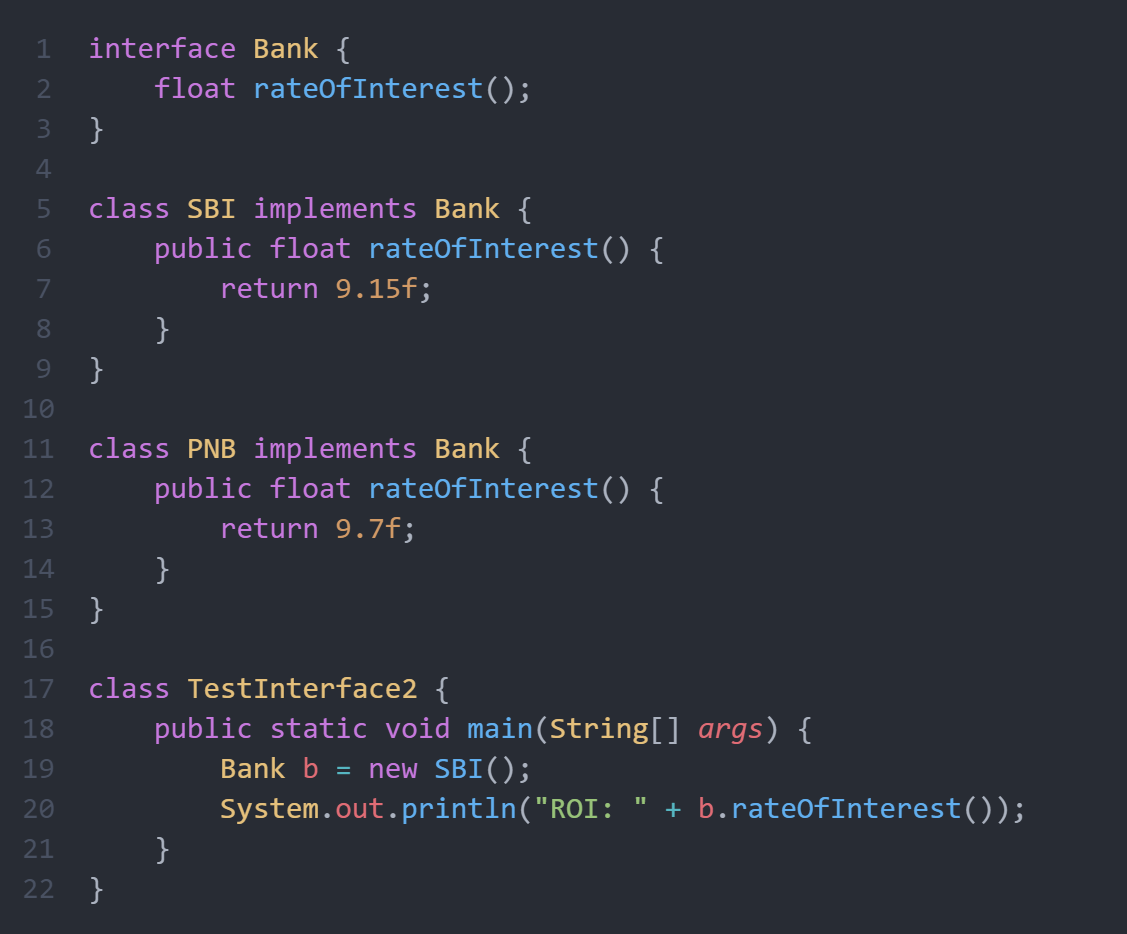 1 interface Bank {
2     float rateOfInterest();
3 }
4
5 class SBI implements Bank {
6     public float rateOfInterest() {
7         return 9.15f;
8     }
9 }
10
11 class PNB implements Bank {
12     public float rateOfInterest() {
13         return 9.7f;
14     }
15 }
16
17 class TestInterface2 {
18     public static void main(String[] args) {
19         Bank b = new SBI();
20         System.out.println("ROI: " + b.rateOfInterest());
21     }
22 }